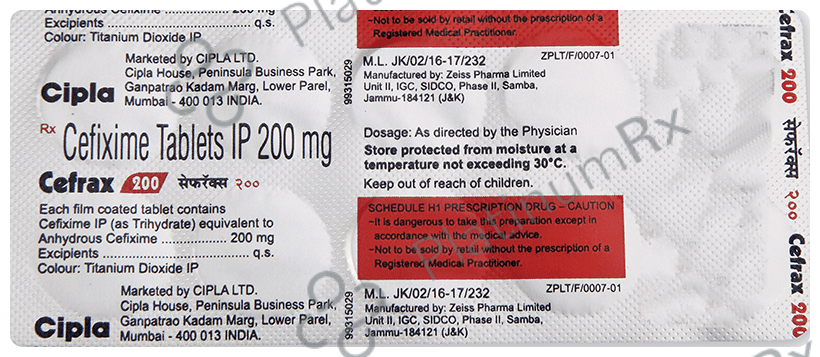 Anhydrous Cefixime ..................... 200 mg
Excipients ........................................ q.s.
Colour: Titanium Dioxide IP
Cipla
Marketed by CIPLA LTD.
Cipla House, Peninsula Business Park,
Ganpatrao Kadam Marg, Lower Parel,
Mumbai - 400 013 INDIA.
-Not to be sold by retail without the prescription of a
Registered Medical Practitioner.
99315029
M.L. JK/02/16-17/232
ZPLT/F/0007-01
Manufactured by: Zeiss Pharma Limited
Unit II, IGC, SIDCO, Phase II, Samba,
Jammu-184121 (J&K)
Rx Cefixime Tablets IP 200 mg
Cefrax 200 सेफरॅक्स २००
Each film coated tablet contains
Cefixime IP (as Trihydrate) equivalent to
Anhydrous Cefixime ..................... 200 mg
Excipients ........................................ q.s.
Colour: Titanium Dioxide IP
Dosage: As directed by the Physician
Store protected from moisture at a
temperature not exceeding 30°C.
Keep out of reach of children.
SCHEDULE H1 PRESCRIPTION DRUG – CAUTION
-It is dangerous to take this preparation except in
accordance with the medical advice.
-Not to be sold by retail without the prescription of a
Registered Medical Practitioner.
Cipla
Marketed by CIPLA LTD.
Cipla House, Peninsula Business Park,
Ganpatrao Kadam Marg, Lower Parel,
Mumbai - 400 013 INDIA.
99315029
M.L. JK/02/16-17/232
ZPLT/F/0007-01
Manufactured by: Zeiss Pharma Limited
Unit II, IGC, SIDCO, Phase II, Samba,
Jammu-184121 (J&K)
Cefrax 200 सेफरॅक्स २०० Cefrax 200
PlatinumRx